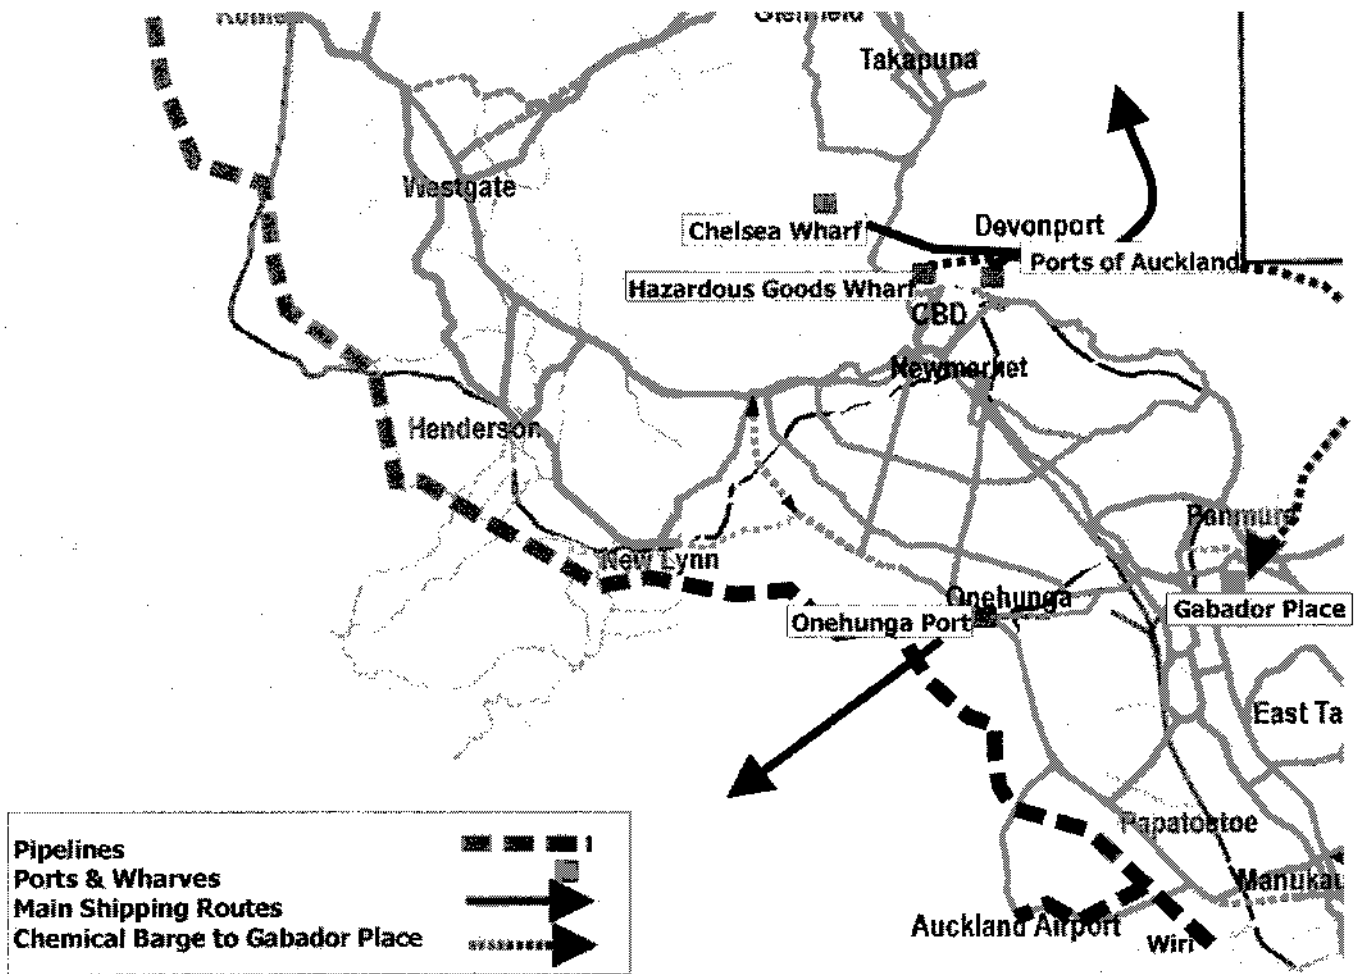 Glenfield
Takapuna
Westgate
Devonport
Chelsea Wharf
Ports of Auckland
Hazardous Goods Wharf
CBD
Newmarket
Henderson
Panmure
New Lynn
Onehunga
Gabador Place
Onehunga Port
East Ta
Papatoetoe
Manukau
Auckland Airport
Wiri
Pipelines
Ports & Wharves
Main Shipping Routes
Chemical Barge to Gabador Place